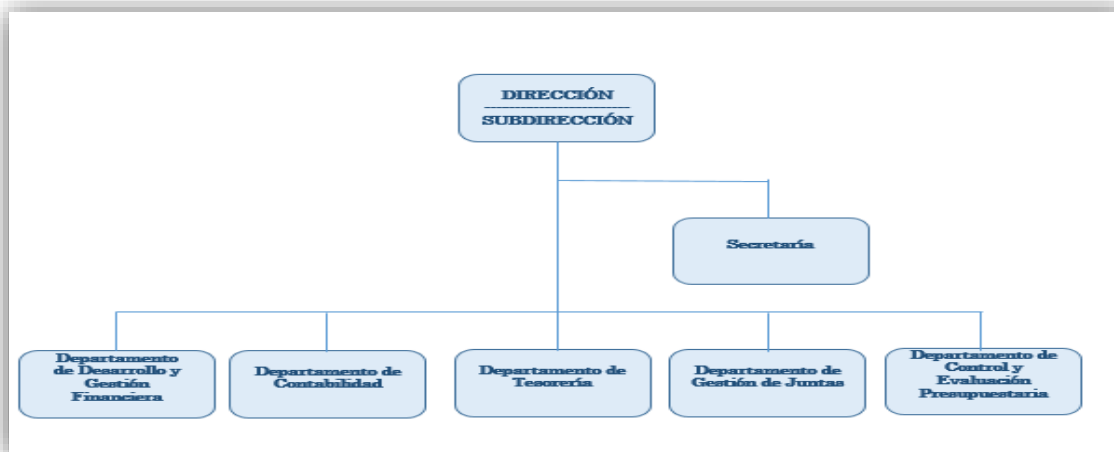 DIRECCIÓN
SUBDIRECCIÓN
Secretaría
Departamento
de Desarrollo y
Gestión
Financiera
Departamento de
Contabilidad
Departamento de
Tesorería
Departamento de
Gestión de Juntas
Departamento de
Control y
Evaluación
Presupuestaria